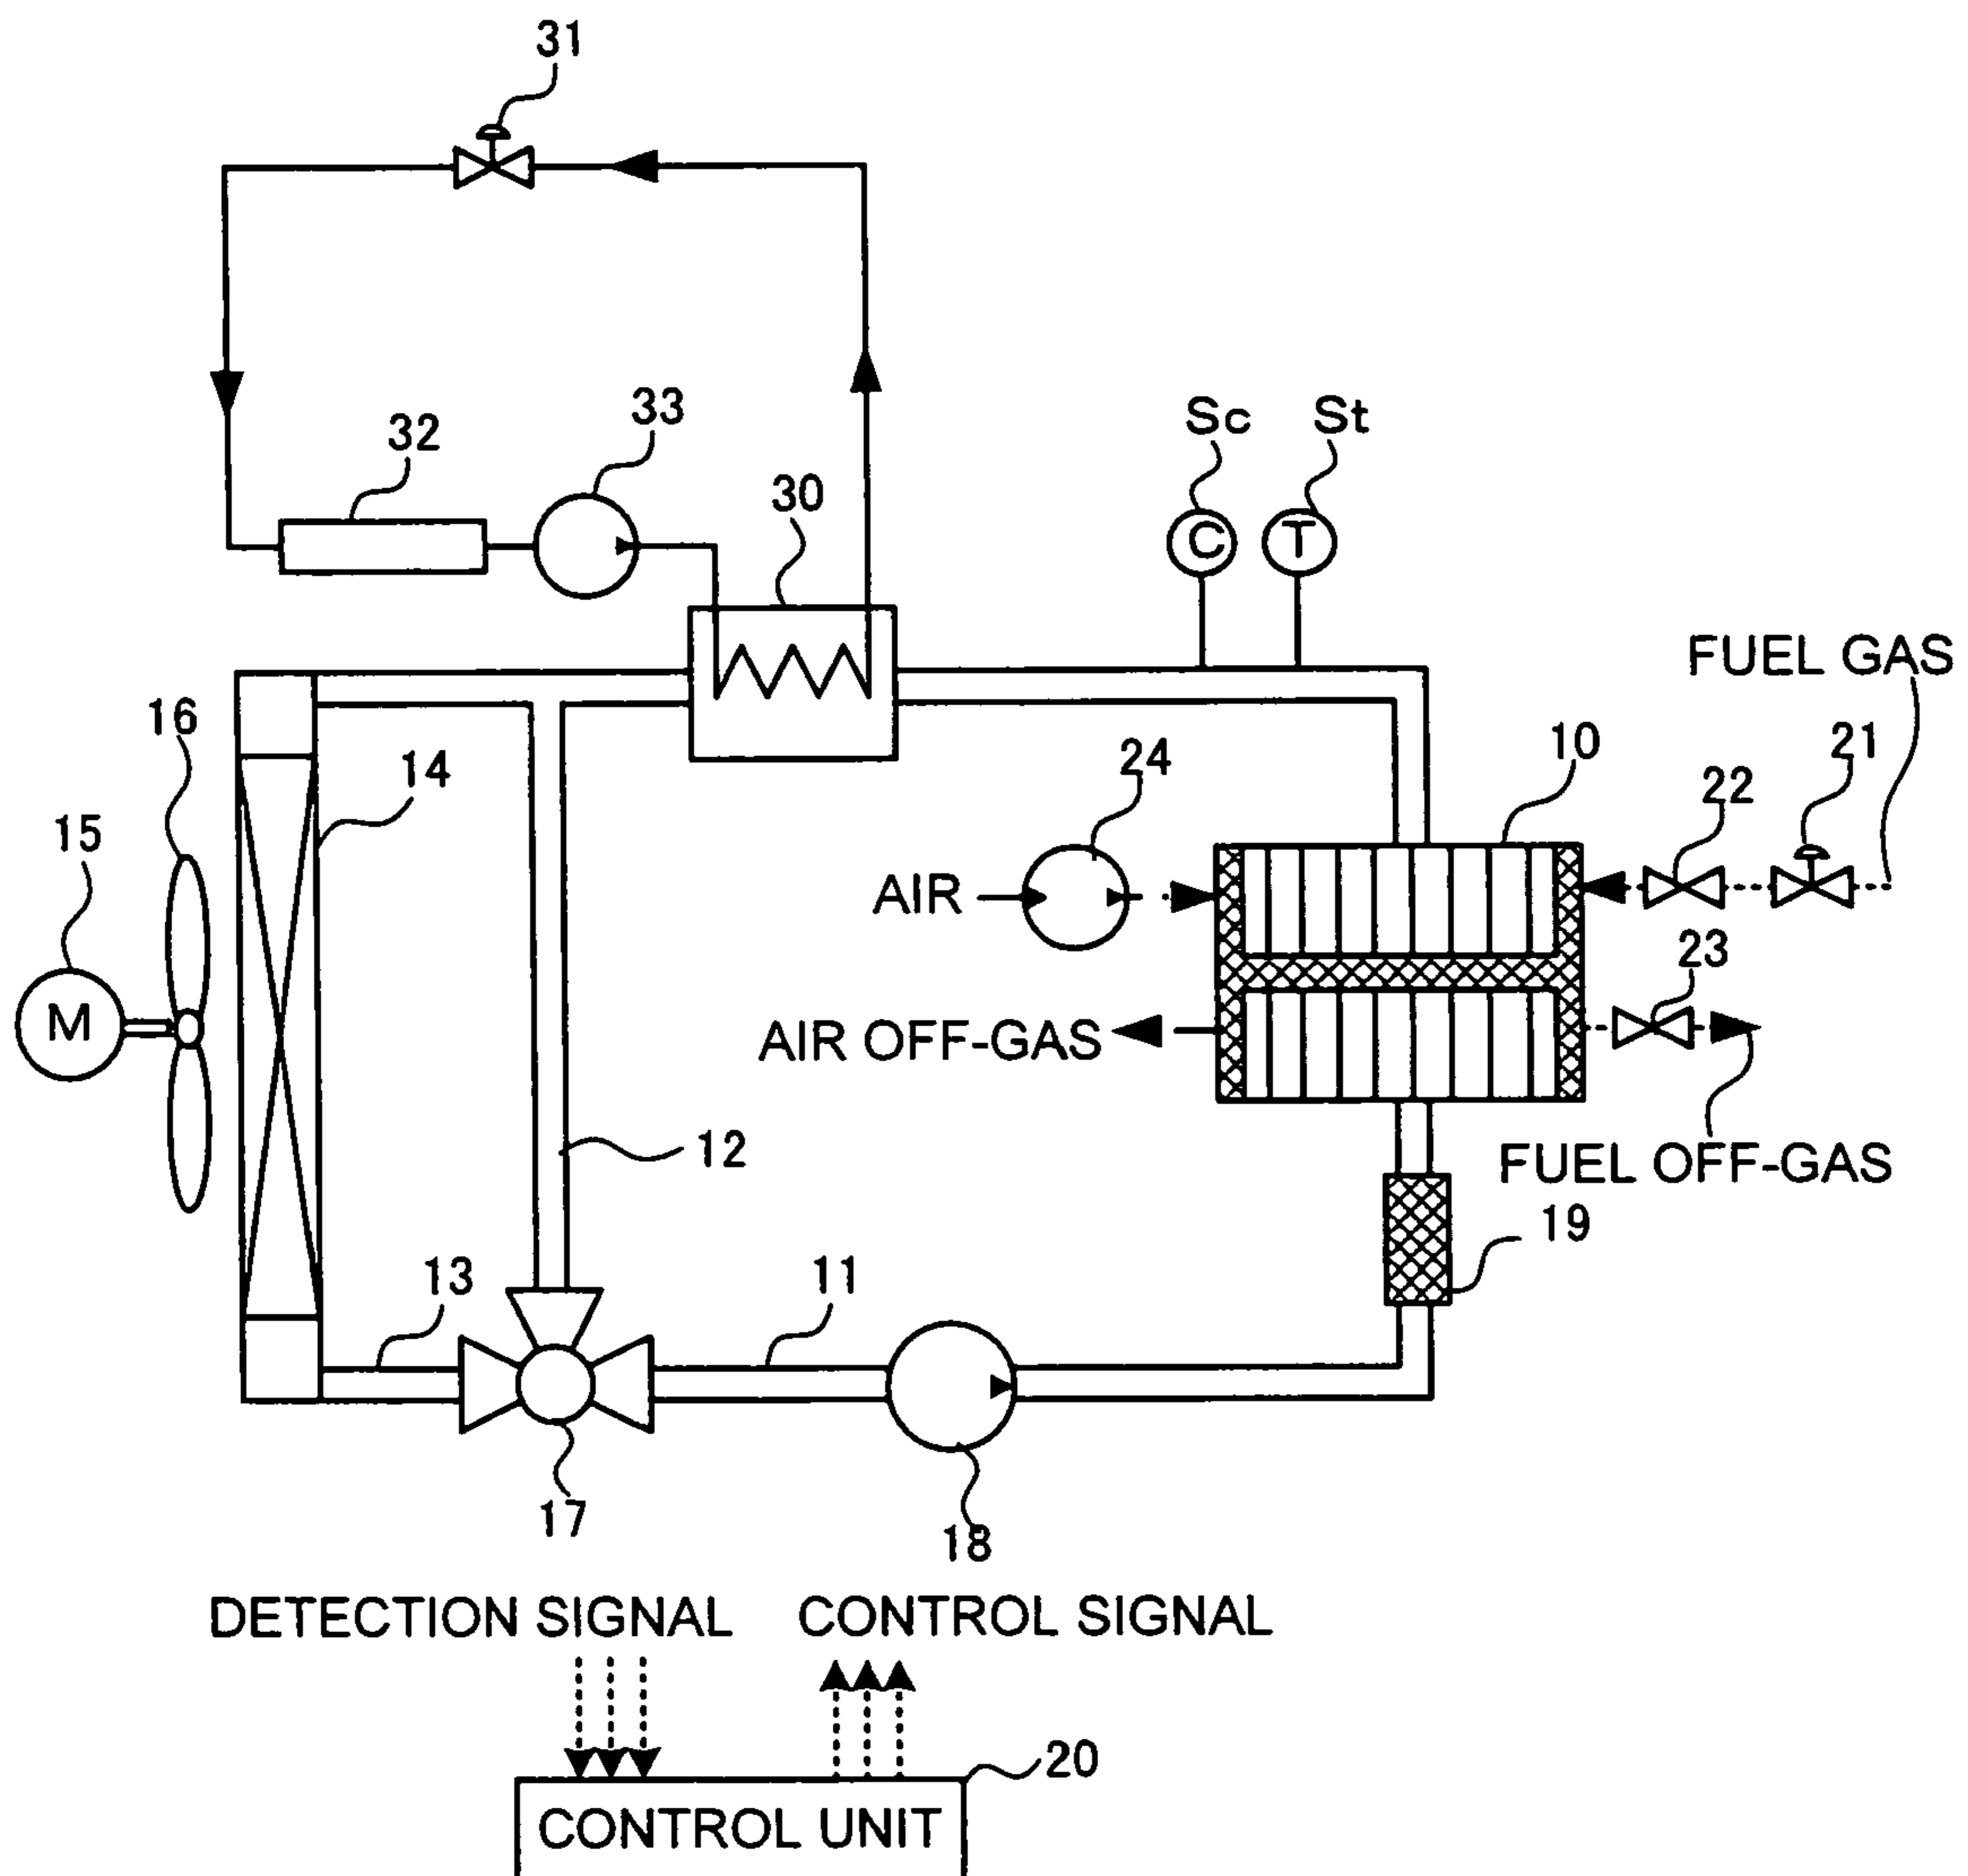 31
33
32
Sc
St
30
C
T
FUEL GAS
16
24
10
21
14
22
15
AIR
23
M
AIR OFF-GAS
12
FUEL OFF-GAS
19
13
11
17
18
DETECTION SIGNAL
CONTROL SIGNAL
20
CONTROL UNIT